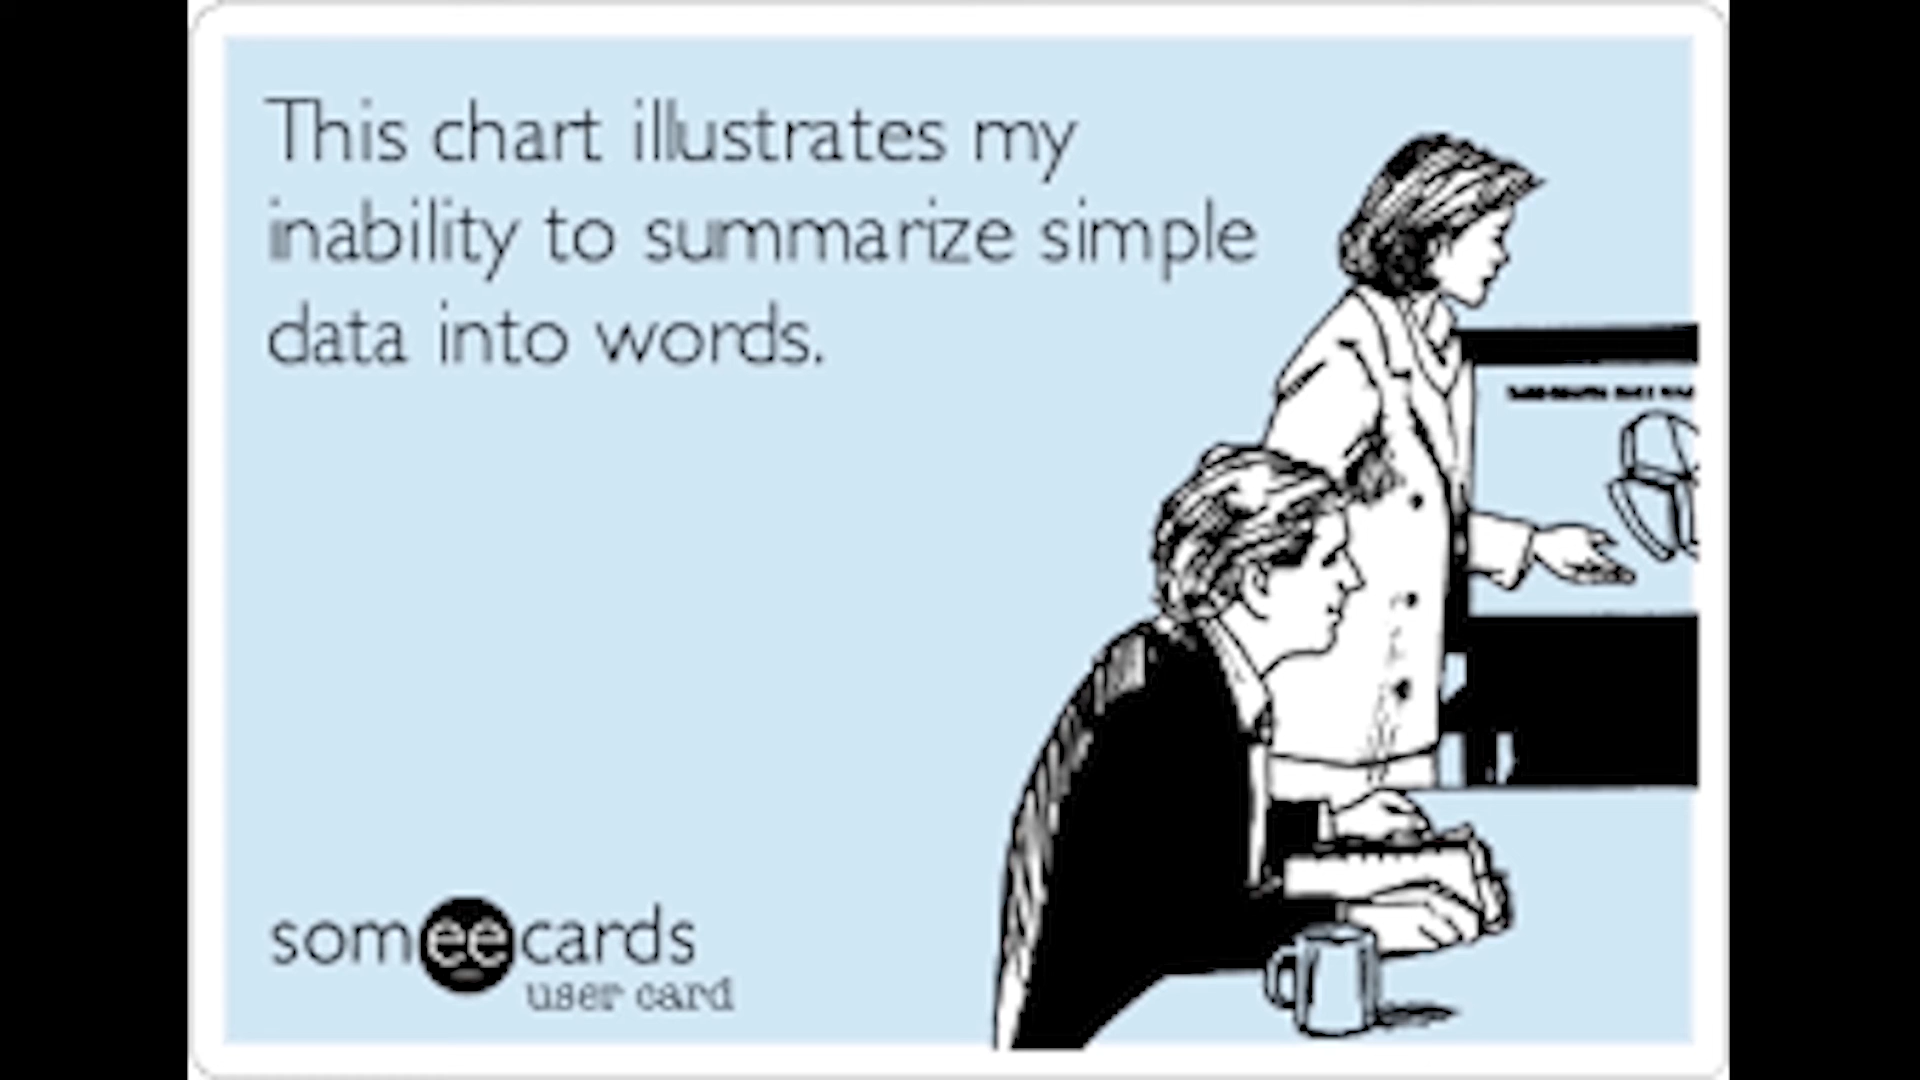 This chart illustrates my
inability to summarize simple
data into words.
someecards
user card